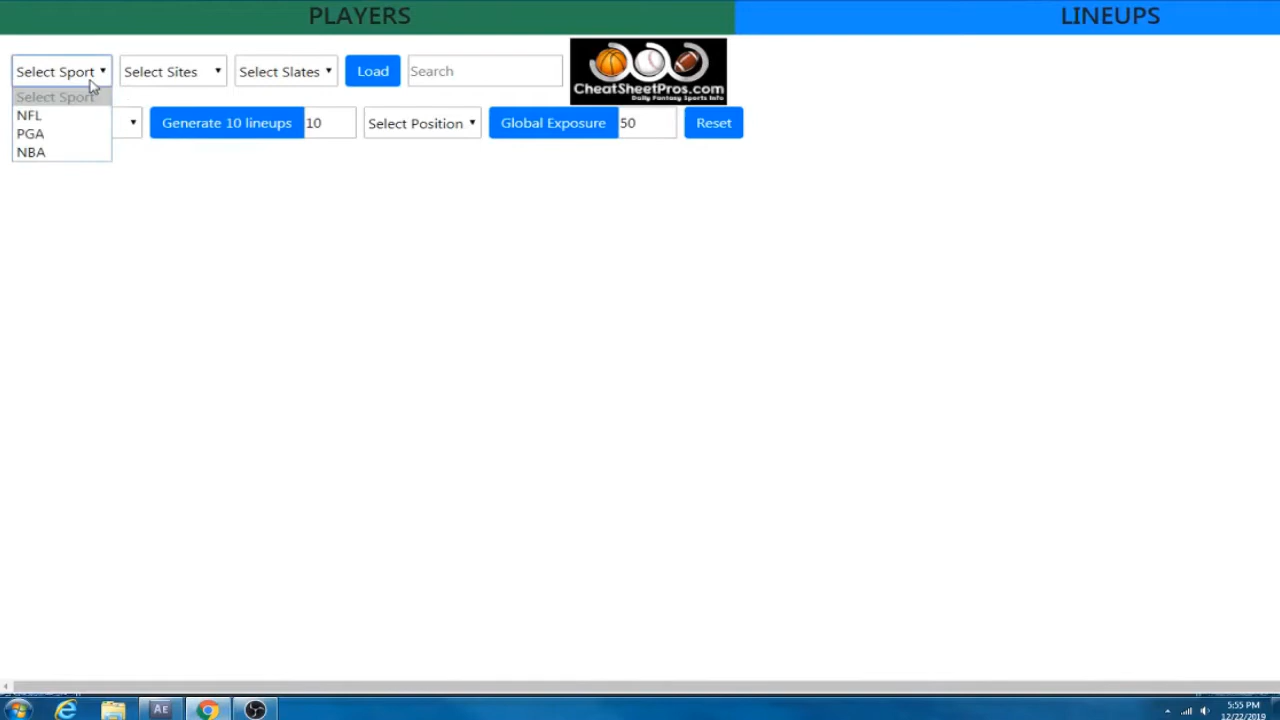 PLAYERS
LINEUPS
Select Sport
Select Sites
Select Slates
Load
Search
CheatSheetPros.com
Daily Fantasy Sports Info
Select Sport
NFL
PGA
NBA
Generate 10 lineups
10
Select Position
Global Exposure
50
Reset
AE
5:55 PM
12/22/2019